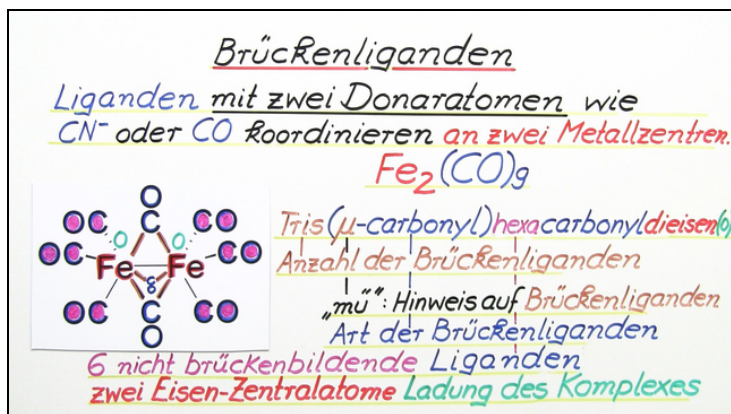 Brückenliganden
Liganden mit zwei Donaratomen wie
CN⁻ oder CO koordinieren an zwei Metallzentren.
Fe₂(CO)₉
Tris(µ-carbonyl)hexacarbonyldieisen(0)
Anzahl der Brückenliganden
„mü“: Hinweis auf Brückenliganden
Art der Brückenliganden
6 nicht brückenbildende Liganden
zwei Eisen-Zentralatome Ladung des Komplexes
O
OC C CO
OC O O CO
Fe Fe
OC C CO
O